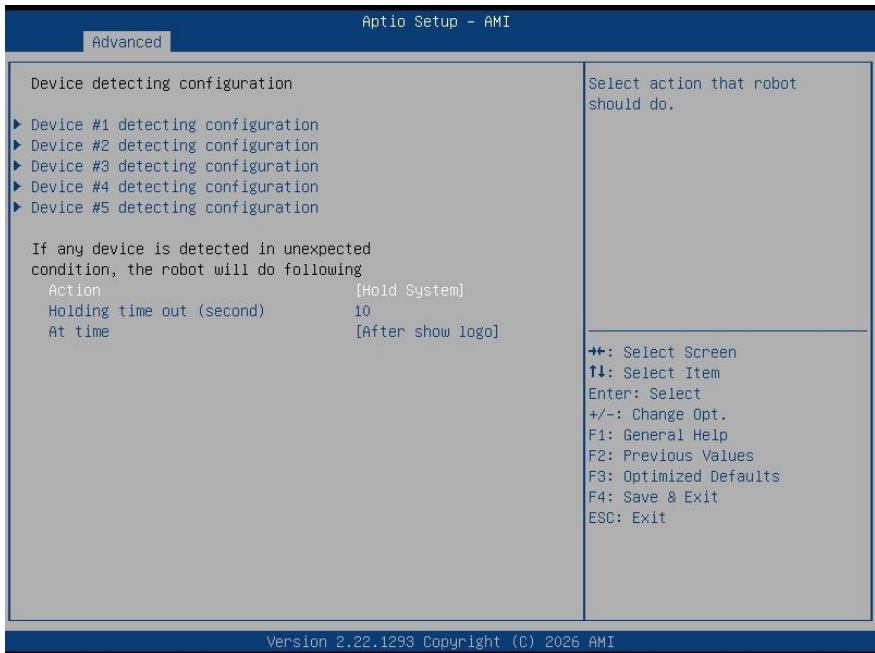 Aptio Setup – AMI
Advanced
Device detecting configuration
Device #1 detecting configuration
Device #2 detecting configuration
Device #3 detecting configuration
Device #4 detecting configuration
Device #5 detecting configuration
If any device is detected in unexpected
condition, the robot will do following
Action [Hold System]
Holding time out (second) 10
At time [After show logo]
Select action that robot
should do.
→←: Select Screen
↑↓: Select Item
Enter: Select
+/-: Change Opt.
F1: General Help
F2: Previous Values
F3: Optimized Defaults
F4: Save & Exit
ESC: Exit
Version 2.22.1293 Copyright (C) 2026 AMI